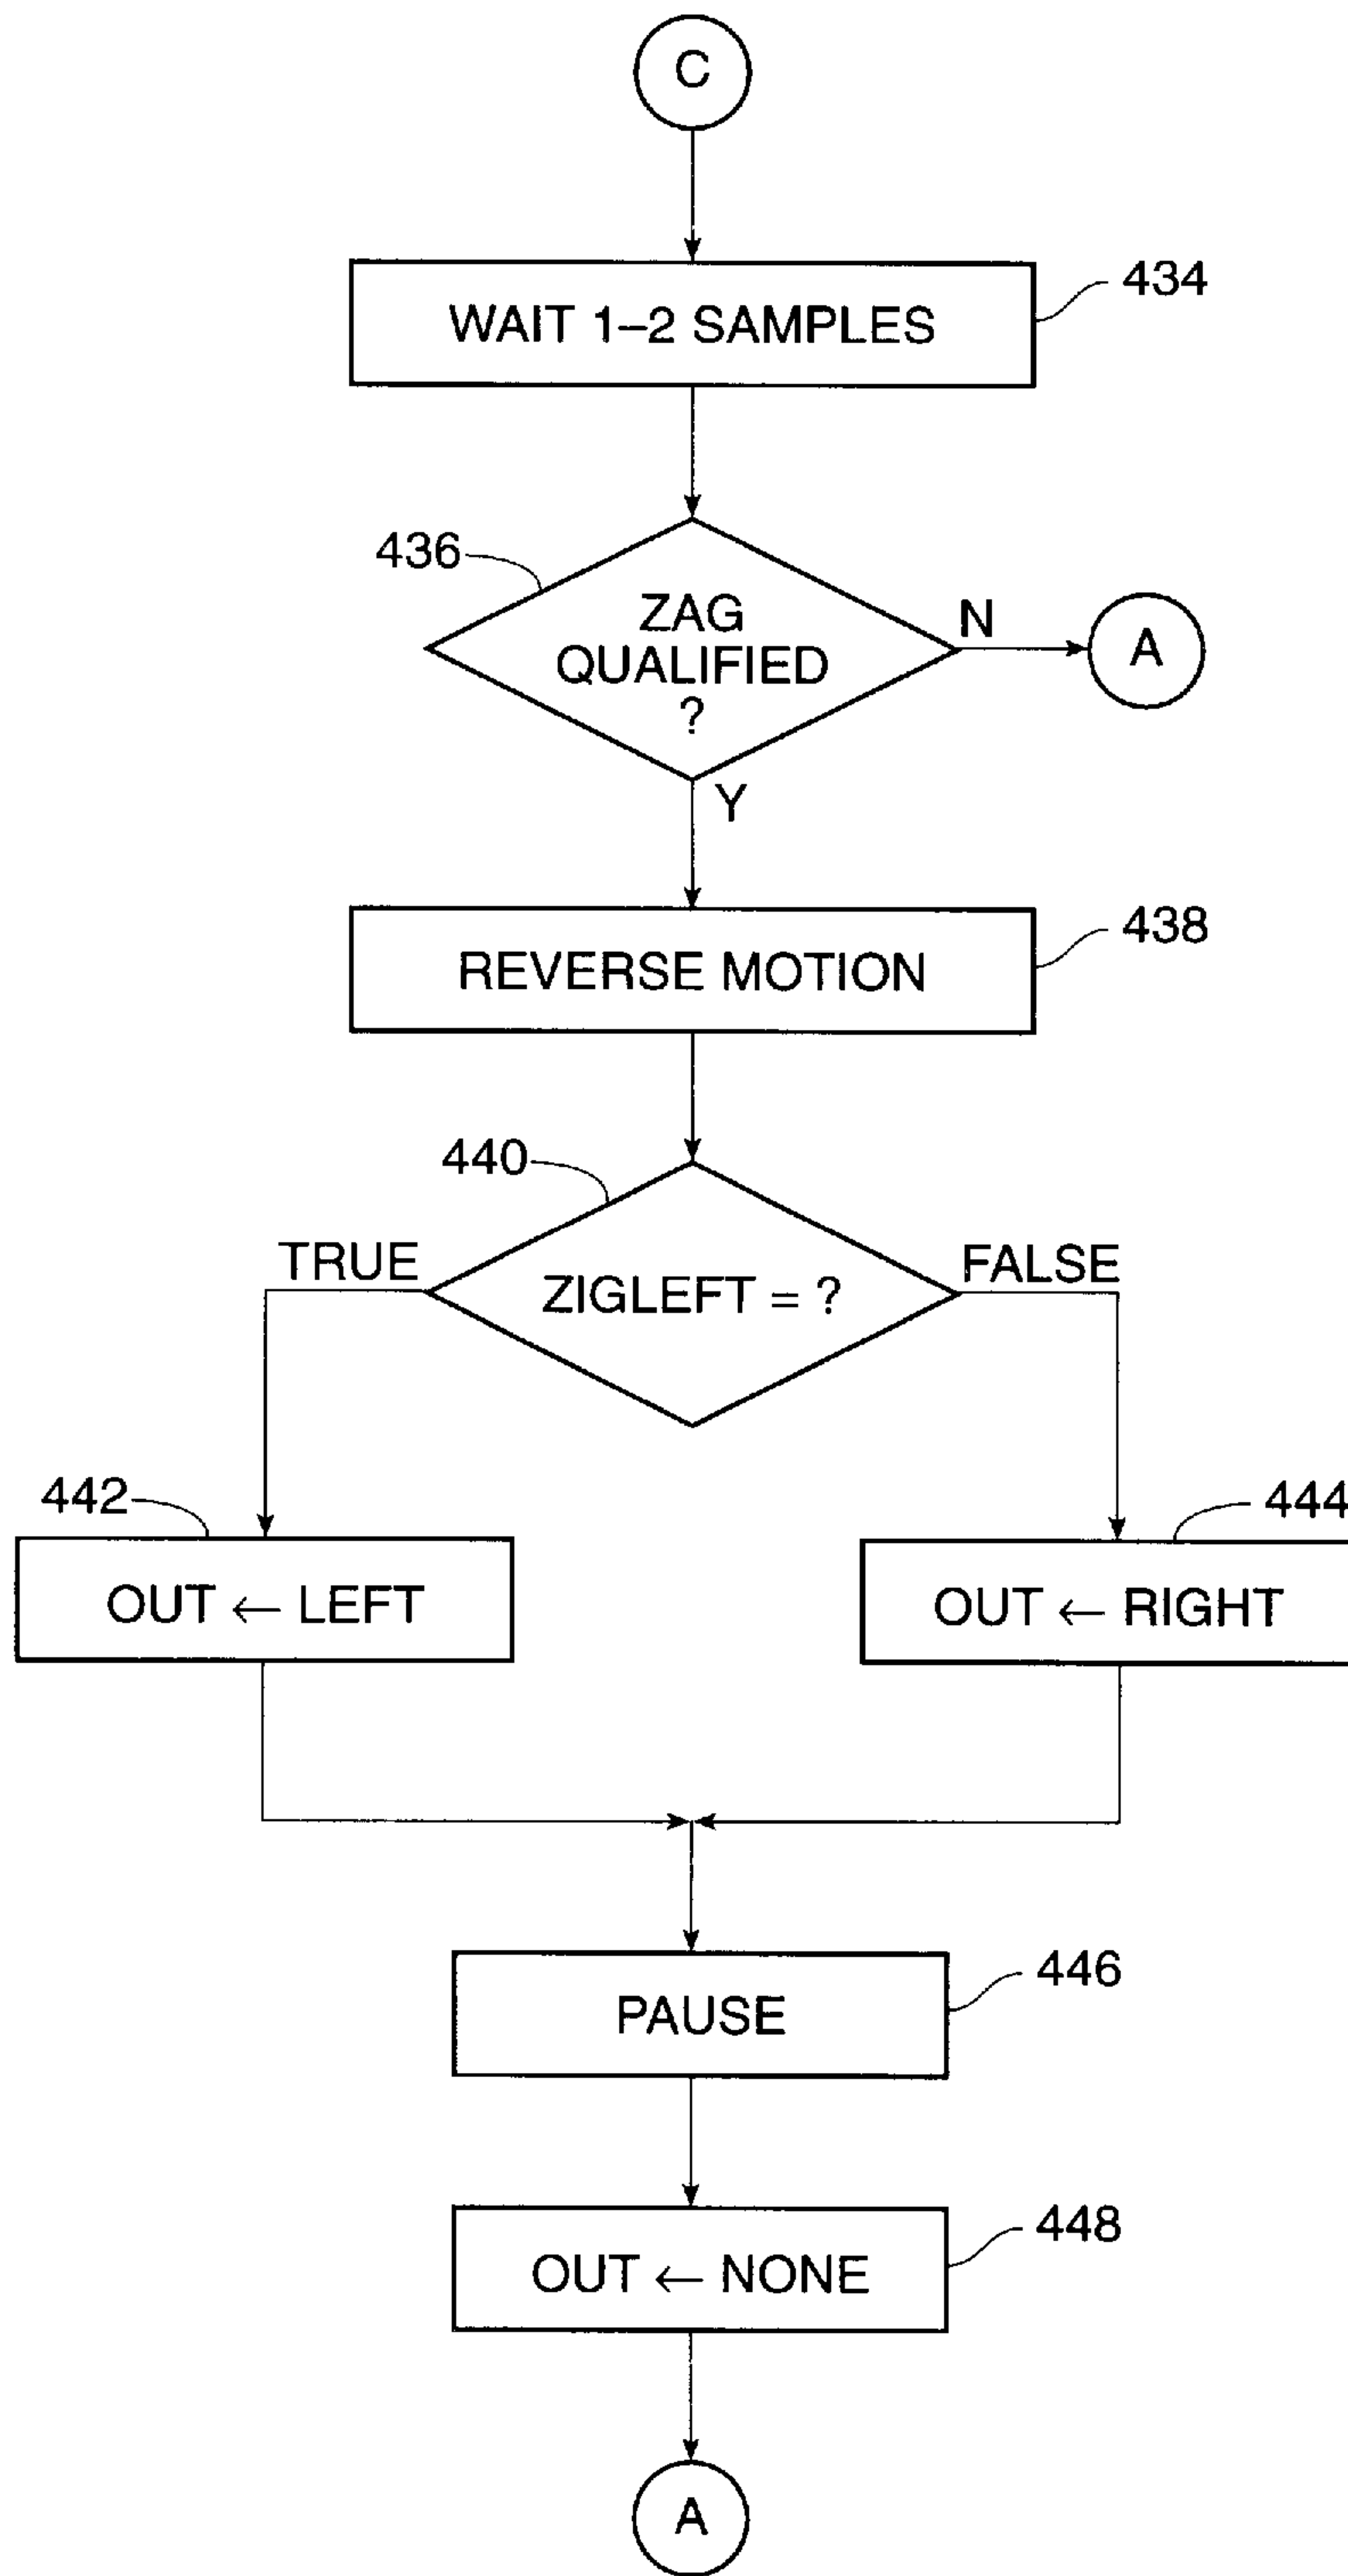 C
WAIT 1–2 SAMPLES
434
436
ZAG
QUALIFIED
?
N
A
Y
REVERSE MOTION
438
440
TRUE
ZIGLEFT = ?
FALSE
442
444
OUT ← LEFT
OUT ← RIGHT
PAUSE
446
OUT ← NONE
448
A